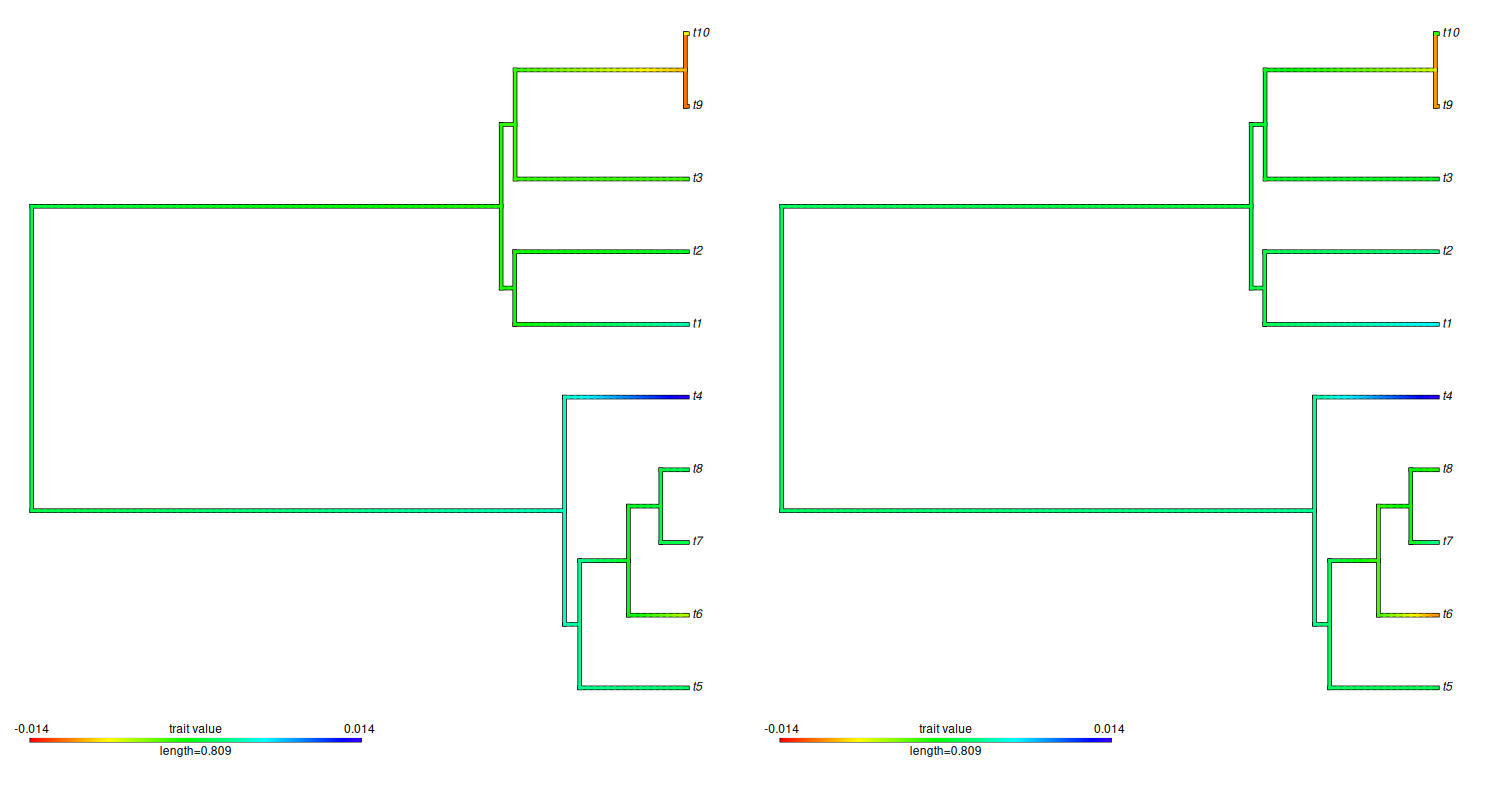 t10
t9
t3
t2
t1
t4
t8
t7
t6
t5
-0.014 trait value 0.014
length=0.809
t10
t9
t3
t2
t1
t4
t8
t7
t6
t5
-0.014 trait value 0.014
length=0.809